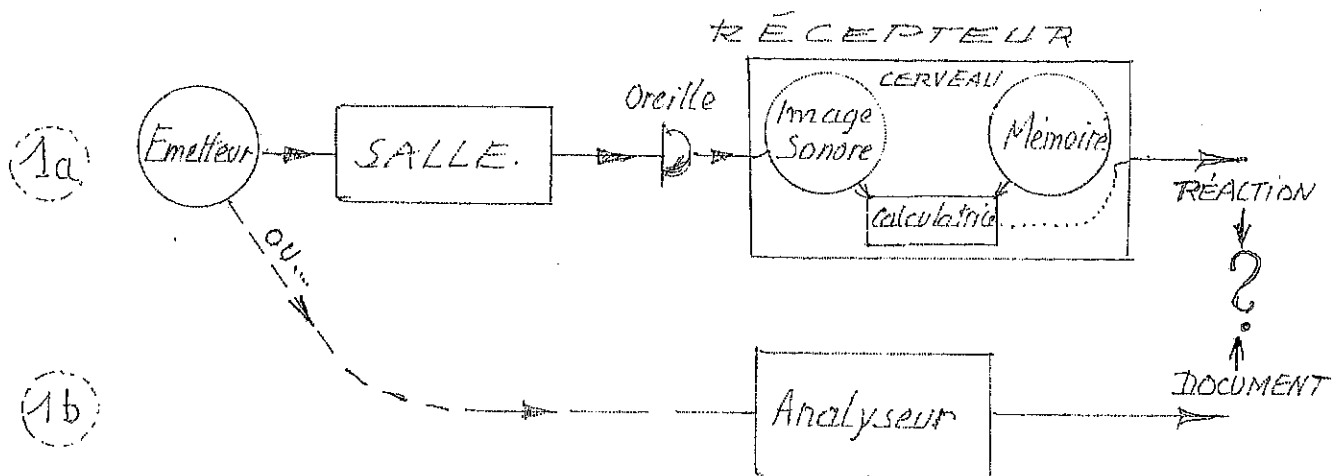 RÉCEPTEUR
CERVEAU
Oreille
Image
Sonore
Mémoire
1a
Emetteur
SALLE.
calculatrice
RÉACTION
ou...
?
DOCUMENT
1b
Analyseur